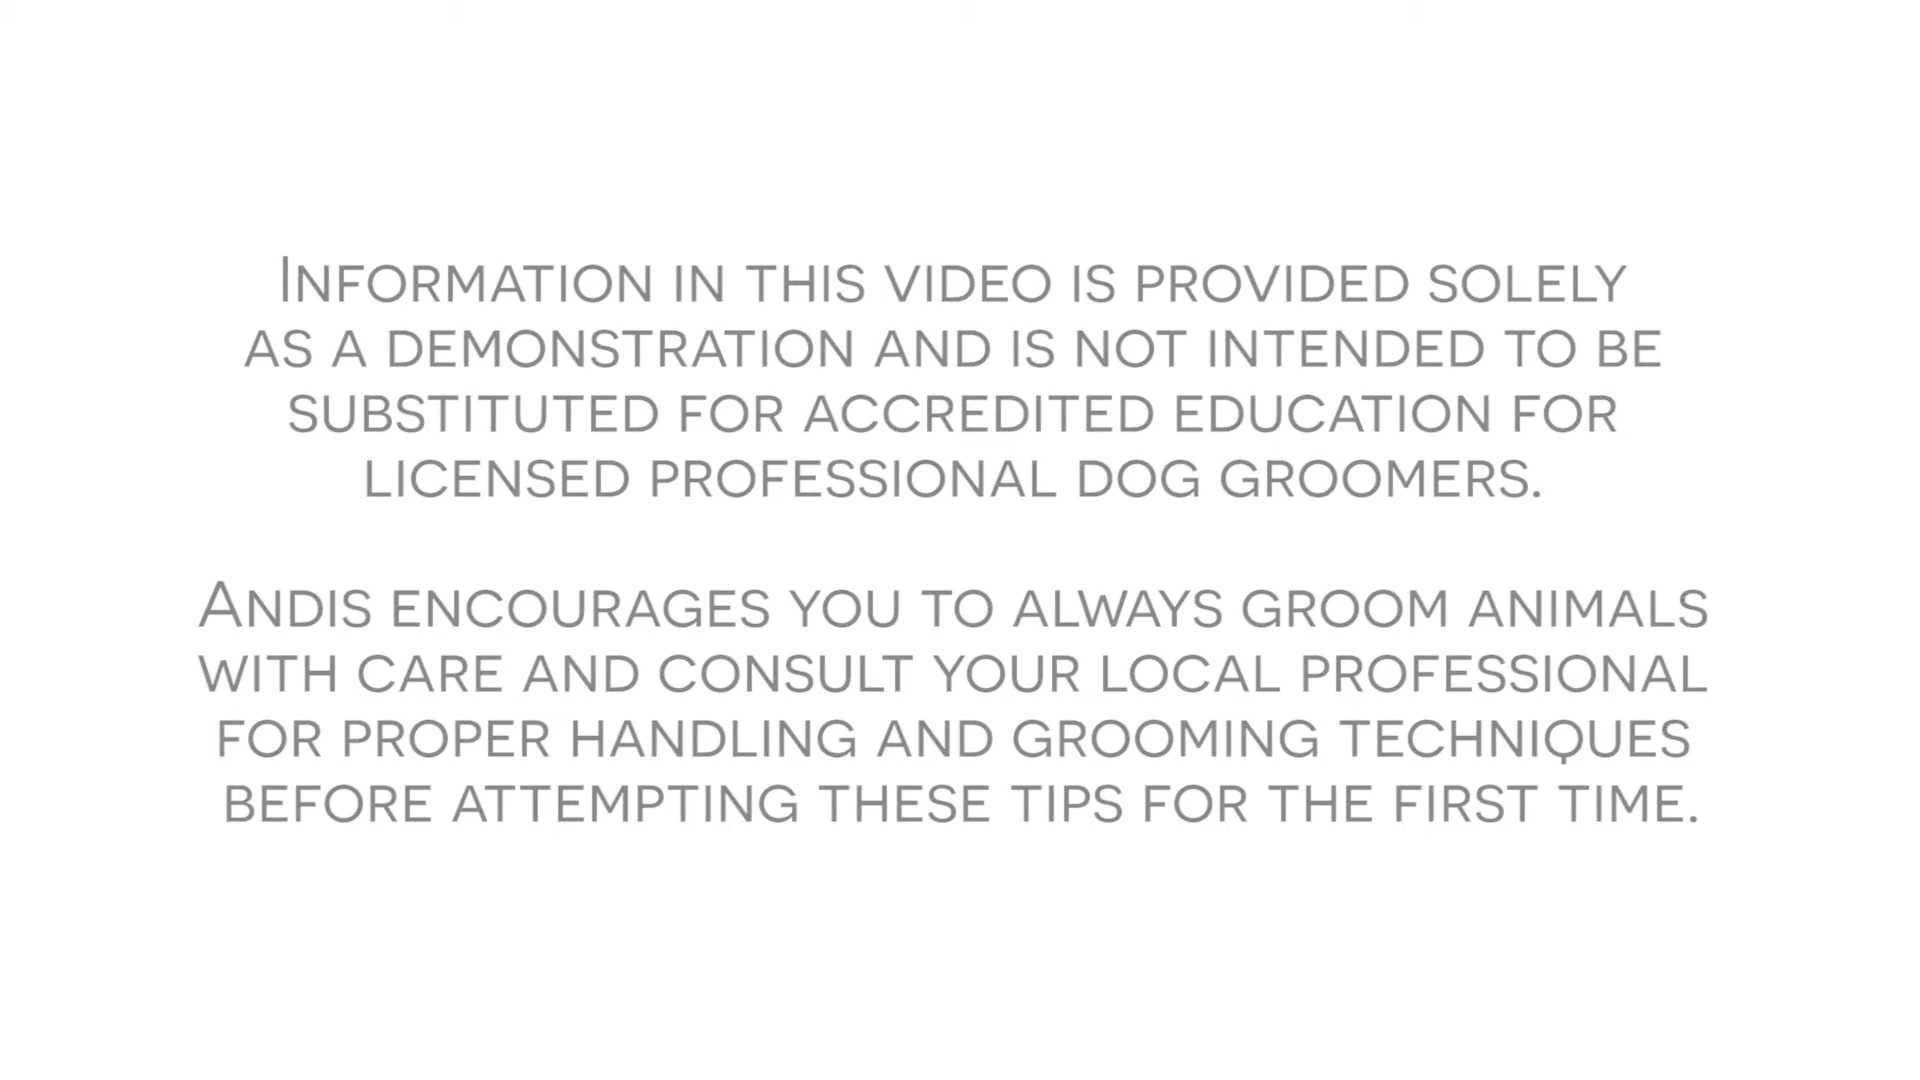 Information in this video is provided solely
as a demonstration and is not intended to be
substituted for accredited education for
licensed professional dog groomers.
Andis encourages you to always groom animals
with care and consult your local professional
for proper handling and grooming techniques
before attempting these tips for the first time.